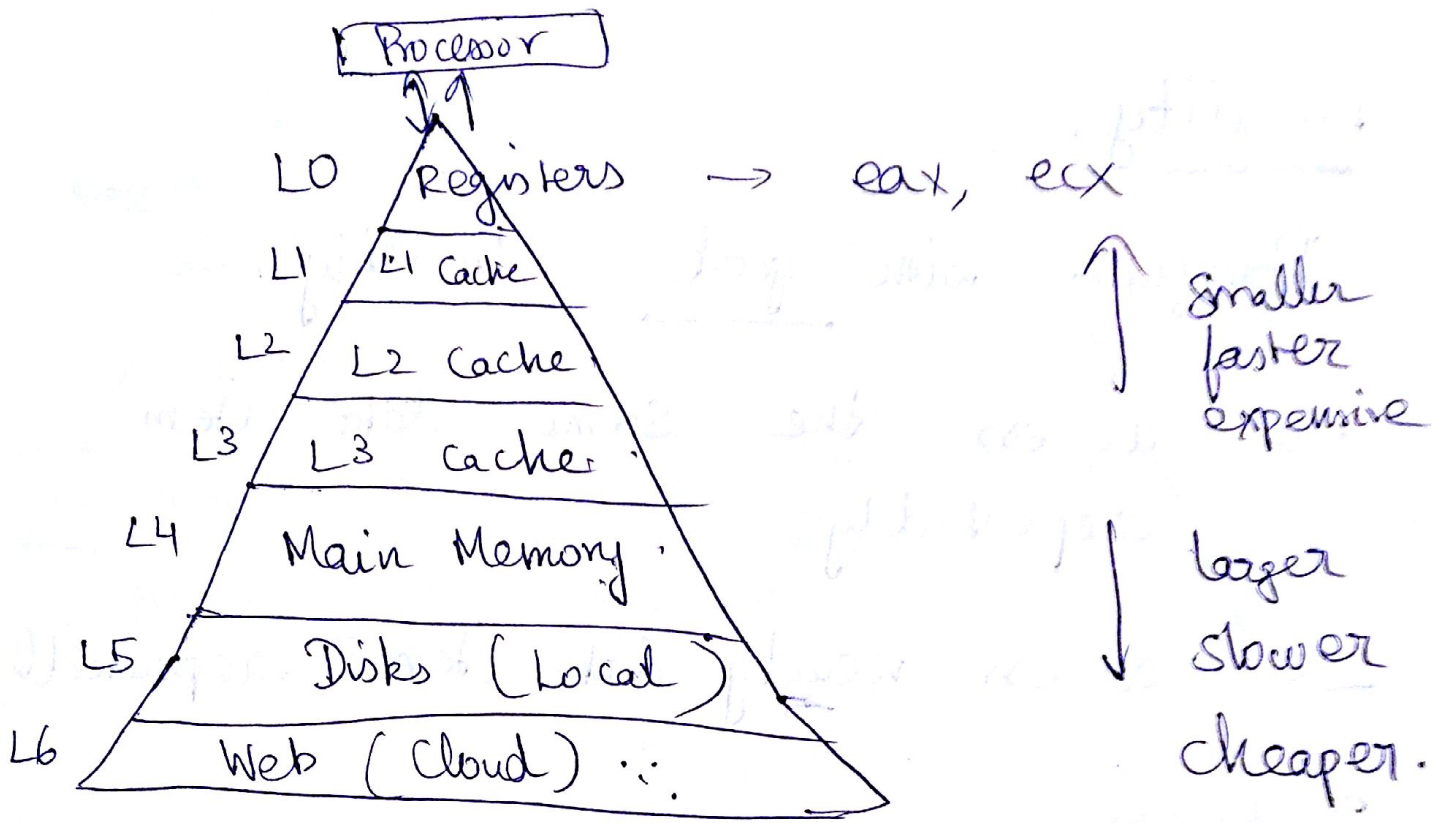 Processor
L0 Registers → eax, ecx
L1 L1 Cache
smaller
L2 L2 Cache
faster
expensive
L3 L3 cache
L4 Main Memory
larger
L5 Disks (Local)
slower
L6 Web (Cloud)
cheaper.